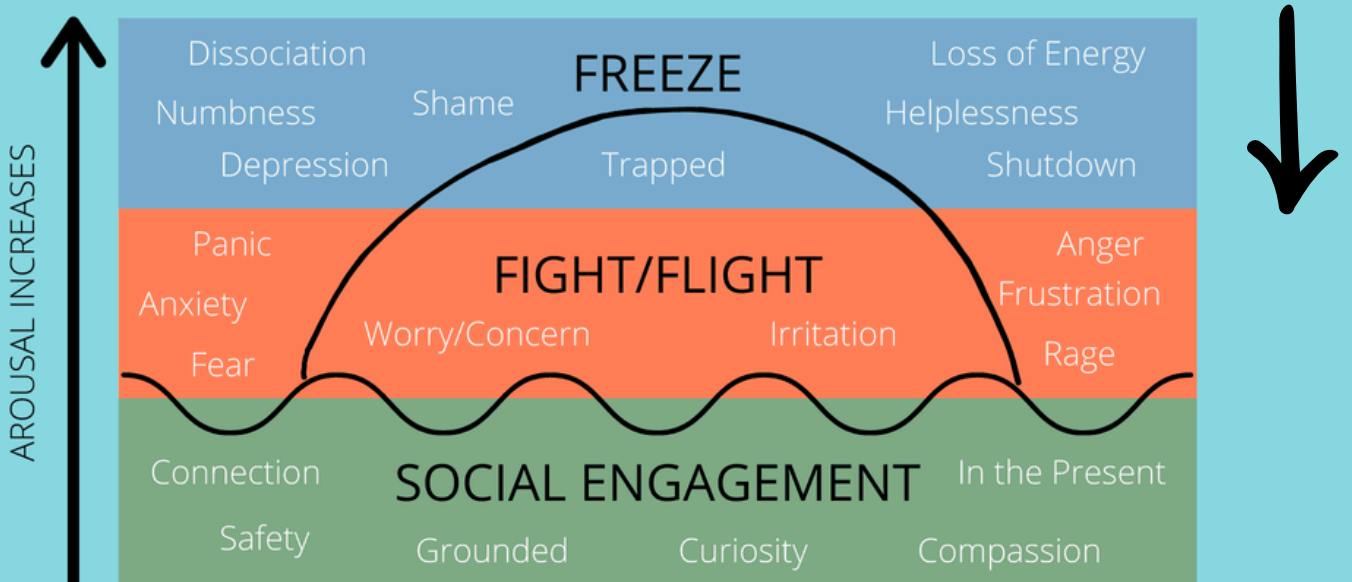 AROUSAL INCREASES
Dissociation
FREEZE
Loss of Energy
Numbness
Shame
Helplessness
Depression
Trapped
Shutdown
Panic
Anger
FIGHT/FLIGHT
Anxiety
Frustration
Worry/Concern
Irritation
Fear
Rage
Connection
SOCIAL ENGAGEMENT
In the Present
Safety
Grounded
Curiosity
Compassion